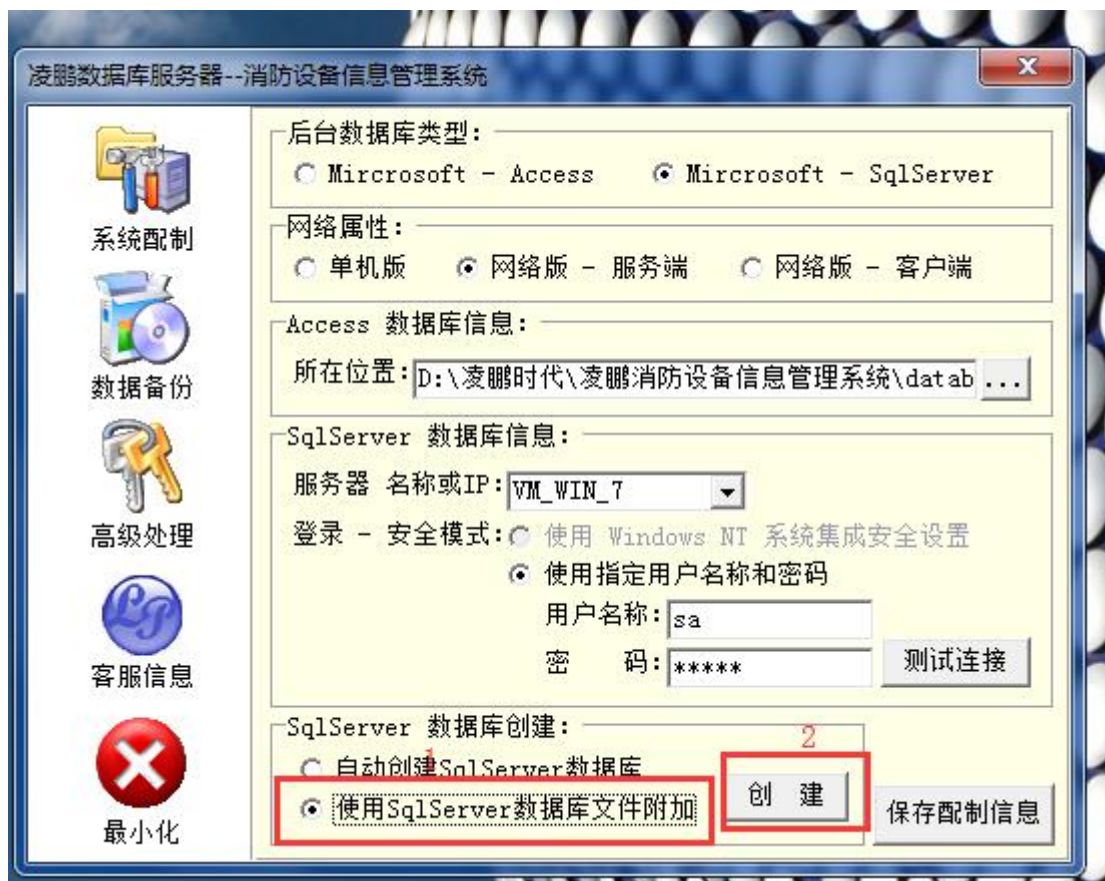 凌鹏数据库服务器--消防设备信息管理系统
系统配制
数据备份
高级处理
客服信息
最小化
后台数据库类型：
Mircrosoft - Access
Mircrosoft - SqlServer
网络属性：
单机版
网络版 - 服务端
网络版 - 客户端
Access 数据库信息：
所在位置：
D:\凌鹏时代\凌鹏消防设备信息管理系统\datab
...
SqlServer 数据库信息：
服务器 名称或IP：
VM_WIN_7
登录 - 安全模式：
使用 Windows NT 系统集成安全设置
使用指定用户名称和密码
用户名称：
sa
密 码：
*****
测试连接
SqlServer 数据库创建：
自动创建SqlServer数据库
1
使用SqlServer数据库文件附加
2
创 建
保存配制信息